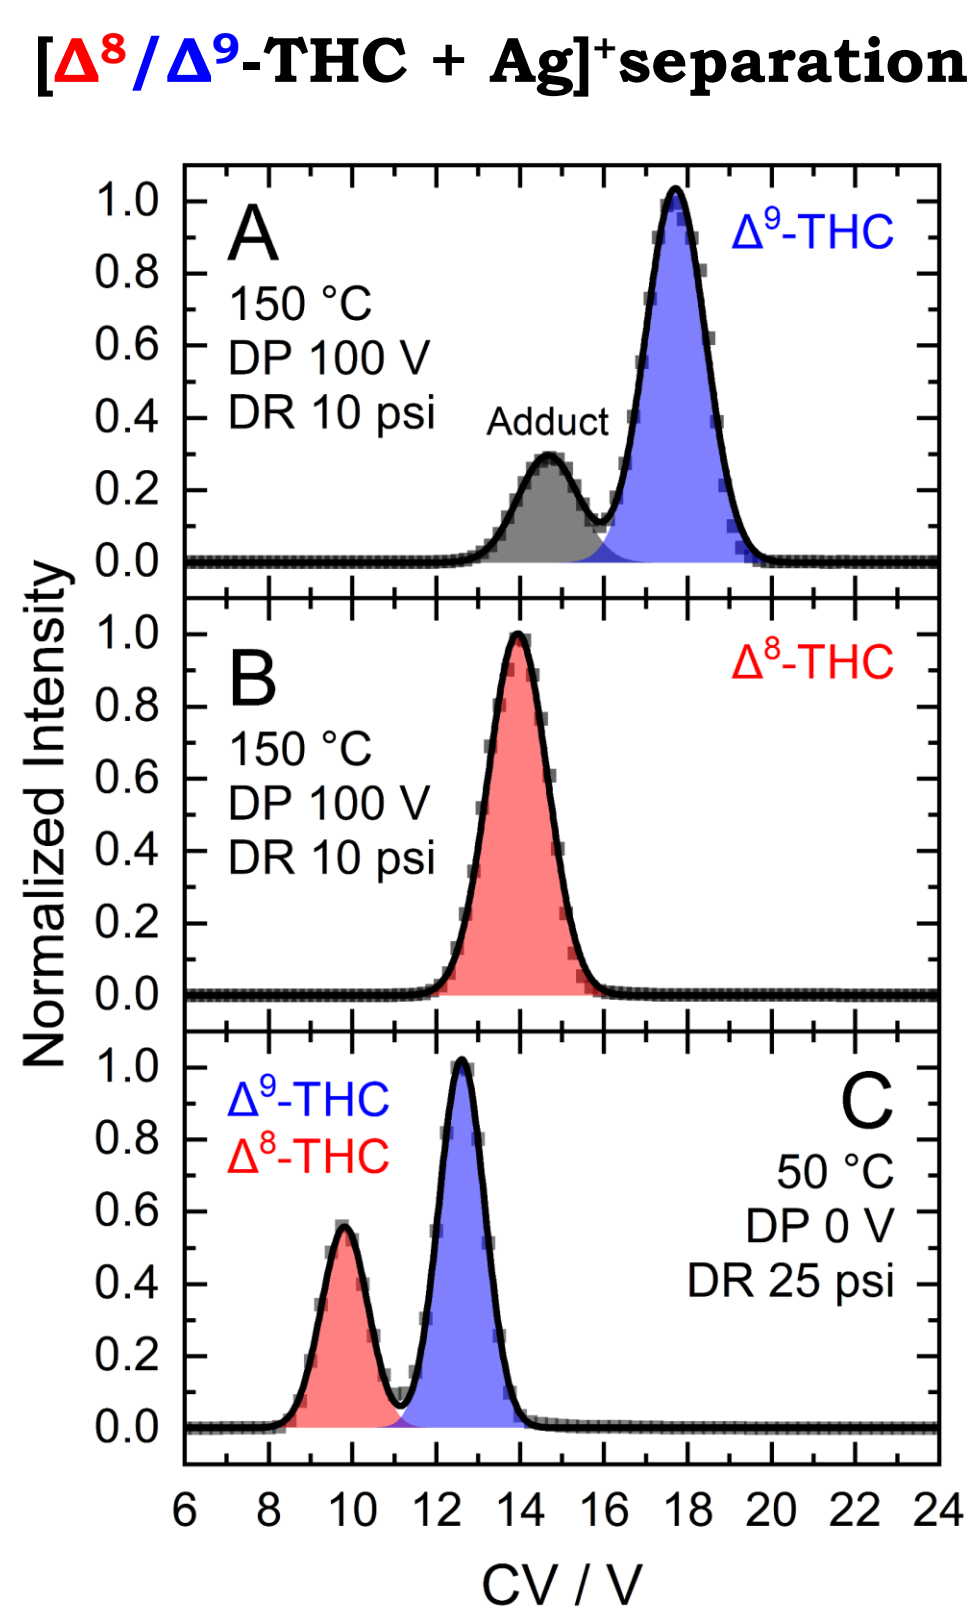 [Δ⁸/Δ⁹-THC + Ag]⁺separation
A
150 °C
DP 100 V
DR 10 psi
Adduct
Δ⁹-THC
1.0
0.8
0.6
0.4
0.2
0.0
B
150 °C
DP 100 V
DR 10 psi
Δ⁸-THC
1.0
0.8
0.6
0.4
0.2
0.0
Δ⁹-THC
Δ⁸-THC
C
50 °C
DP 0 V
DR 25 psi
1.0
0.8
0.6
0.4
0.2
0.0
Normalized Intensity
6 8 10 12 14 16 18 20 22 24
CV / V